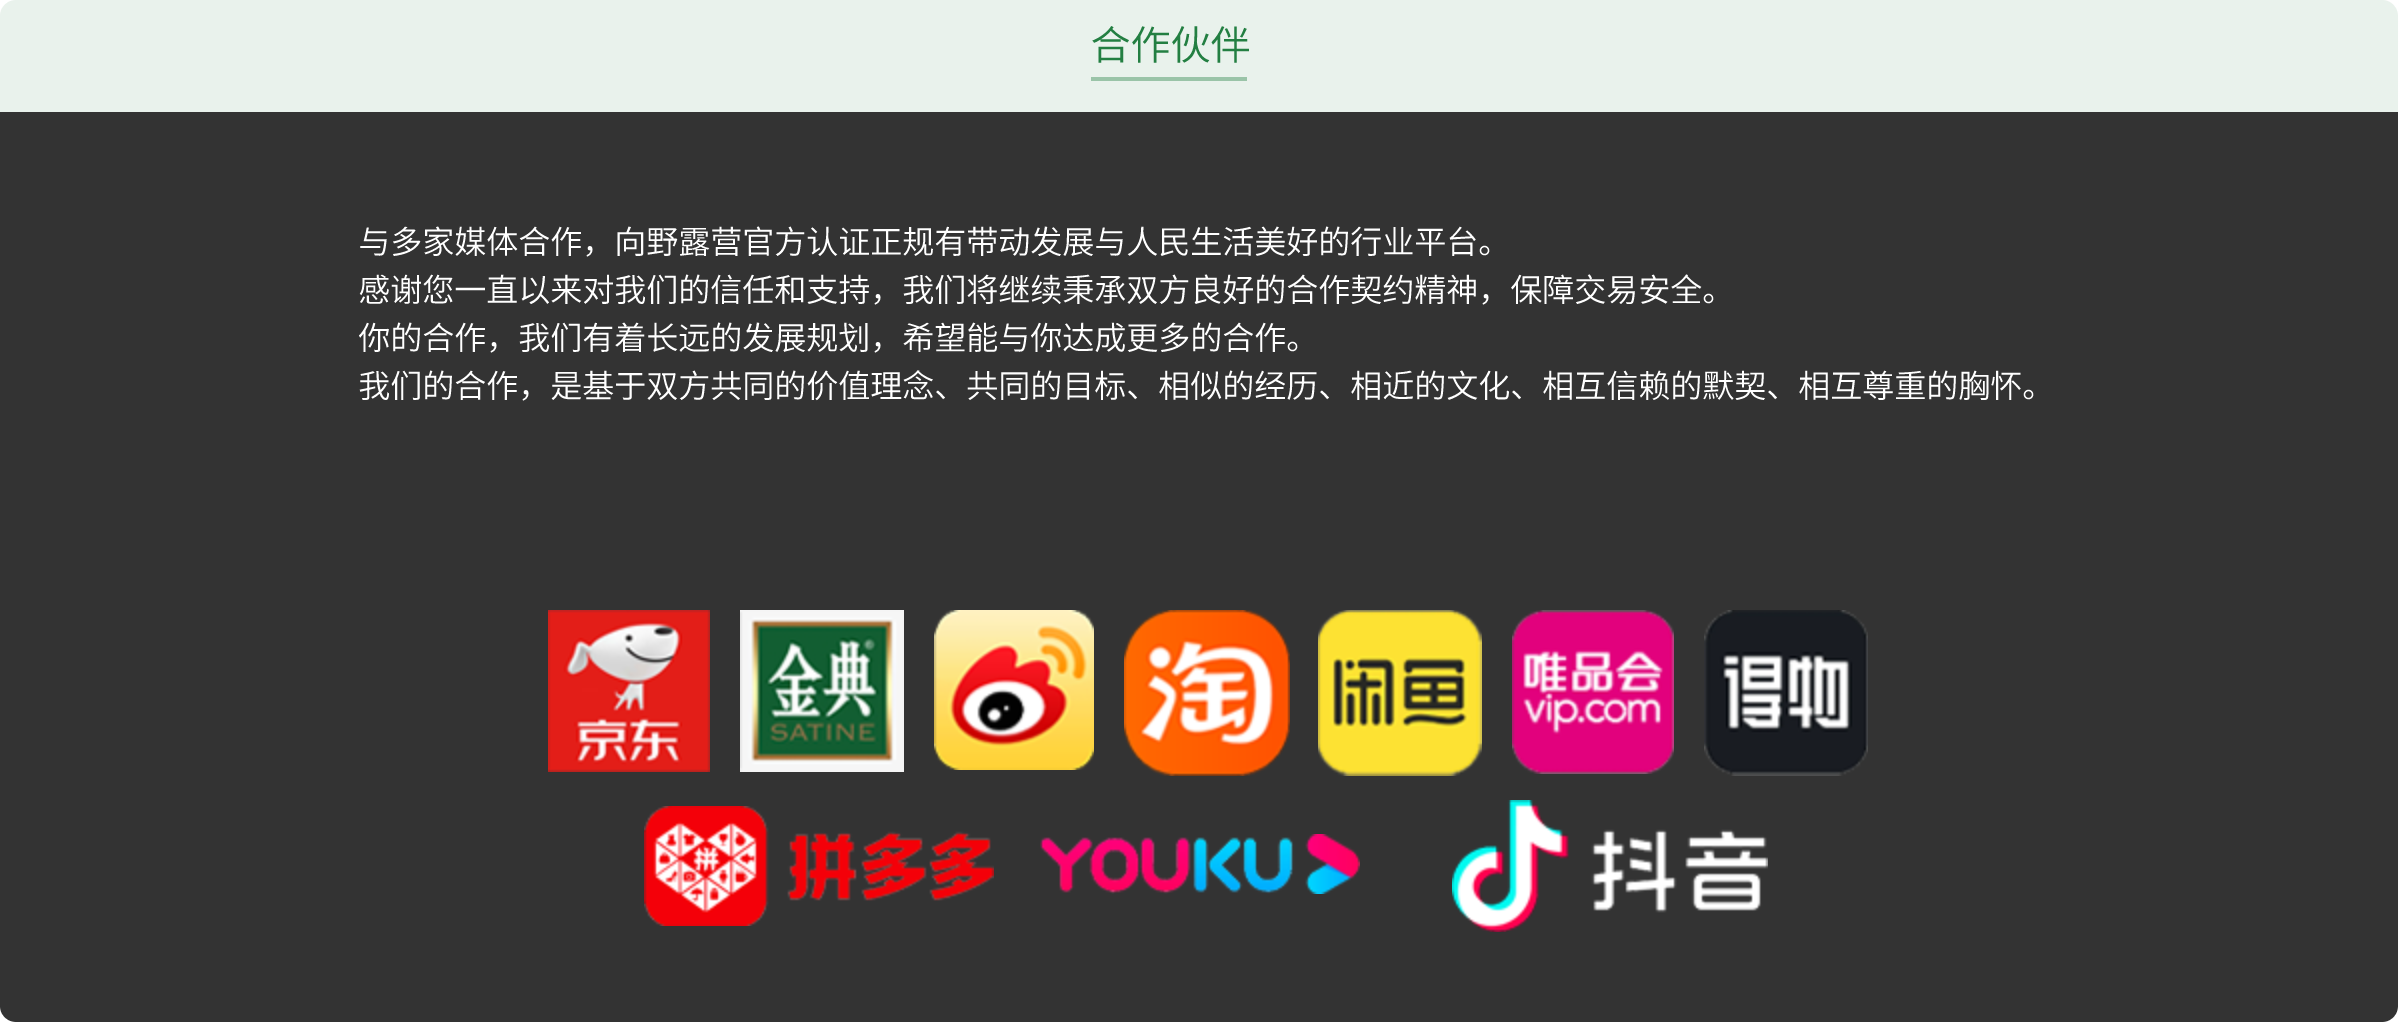 合作伙伴
与多家媒体合作，向野露营官方认证正规有带动发展与人民生活美好的行业平台。
感谢您一直以来对我们的信任和支持，我们将继续秉承双方良好的合作契约精神，保障交易安全。
你的合作，我们有着长远的发展规划，希望能与你达成更多的合作。
我们的合作，是基于双方共同的价值理念、共同的目标、相似的经历、相近的文化、相互信赖的默契、相互尊重的胸怀。
京东
金典®
SATINE
淘
闲鱼
唯品会
vip.com
得物
拼
拼多多
YOUKU
抖音